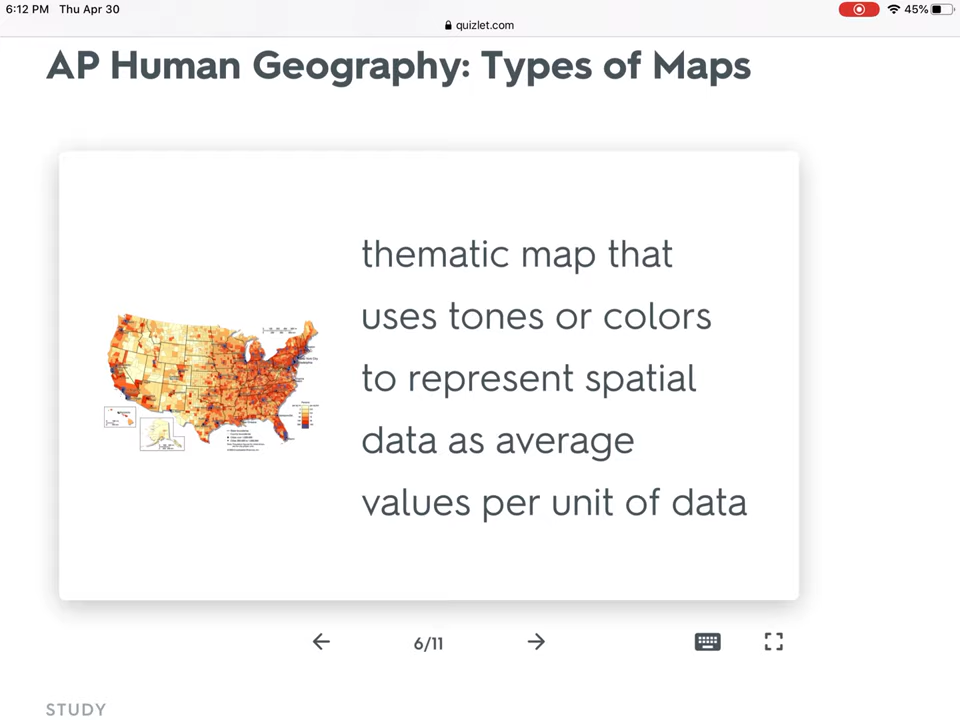 6:12 PM Thu Apr 30
45%
quizlet.com
AP Human Geography: Types of Maps
thematic map that
uses tones or colors
to represent spatial
data as average
values per unit of data
6/11
STUDY